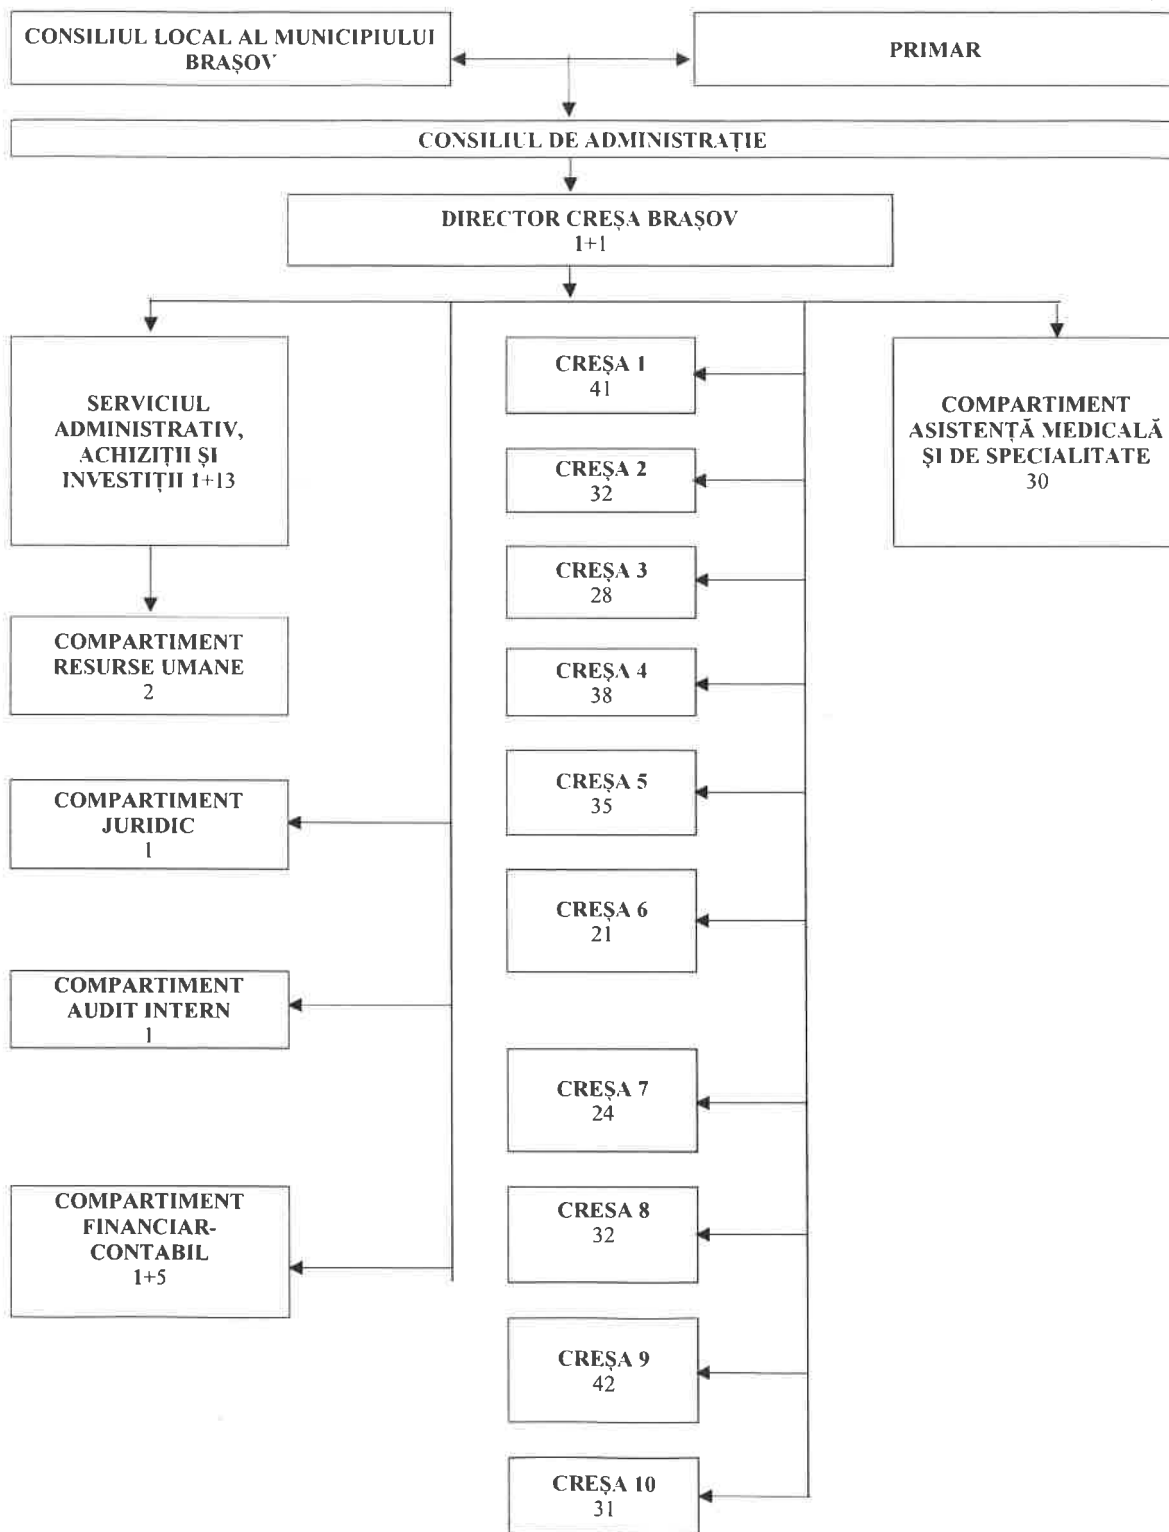 CONSILIUL LOCAL AL MUNICIPIULUI
BRAȘOV
PRIMAR
CONSILIUL DE ADMINISTRAȚIE
DIRECTOR CREȘA BRAȘOV
1+1
SERVICIUL
ADMINISTRATIV,
ACHIZIȚII ȘI
INVESTIȚII 1+13
COMPARTIMENT
RESURSE UMANE
2
COMPARTIMENT
JURIDIC
1
COMPARTIMENT
AUDIT INTERN
1
COMPARTIMENT
FINANCIAR-
CONTABIL
1+5
CREȘA 1
41
CREȘA 2
32
CREȘA 3
28
CREȘA 4
38
CREȘA 5
35
CREȘA 6
21
CREȘA 7
24
CRESA 8
32
CREȘA 9
42
CREȘA 10
31
COMPARTIMENT
ASISTENȚĂ MEDICALĂ
ȘI DE SPECIALITATE
30